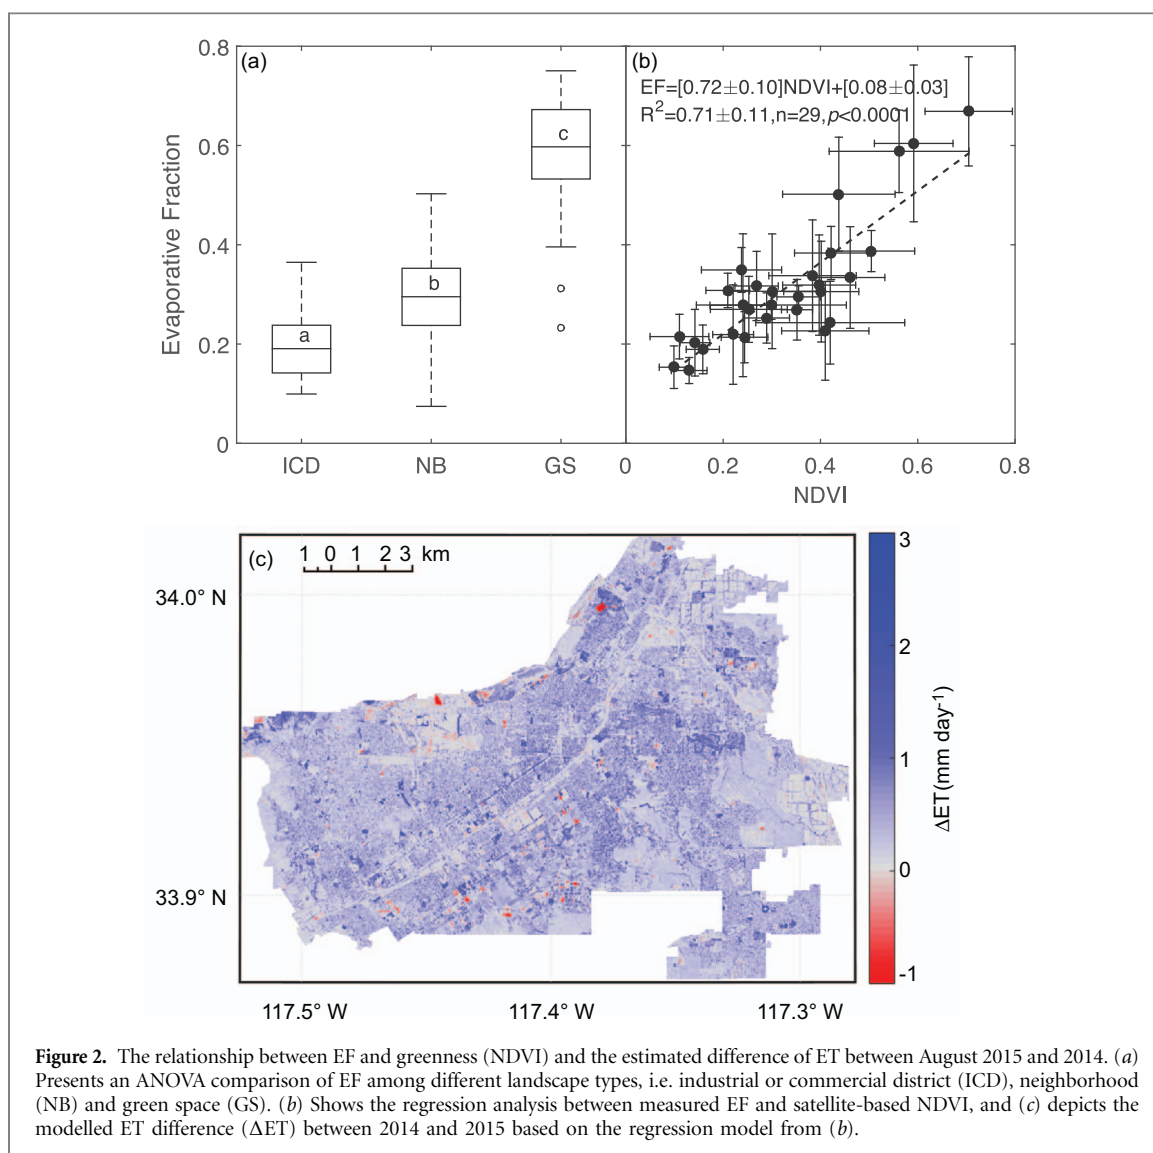 (a)
(b)
0.8
0.6
0.4
0.2
0
Evaporative Fraction
a
b
c
ICD
NB
GS
EF=[0.72±0.10]NDVI+[0.08±0.03]
R²=0.71±0.11,n=29,p<0.0001
0
0.2
0.4
0.6
0.8
NDVI
(c)
1 0 1 2 3 km
34.0° N
33.9° N
117.5° W
117.4° W
117.3° W
3
2
1
0
-1
ΔET(mm day⁻¹)
Figure 2. The relationship between EF and greenness (NDVI) and the estimated difference of ET between August 2015 and 2014. (a)
Presents an ANOVA comparison of EF among different landscape types, i.e. industrial or commercial district (ICD), neighborhood
(NB) and green space (GS). (b) Shows the regression analysis between measured EF and satellite-based NDVI, and (c) depicts the
modelled ET difference (ΔET) between 2014 and 2015 based on the regression model from (b).